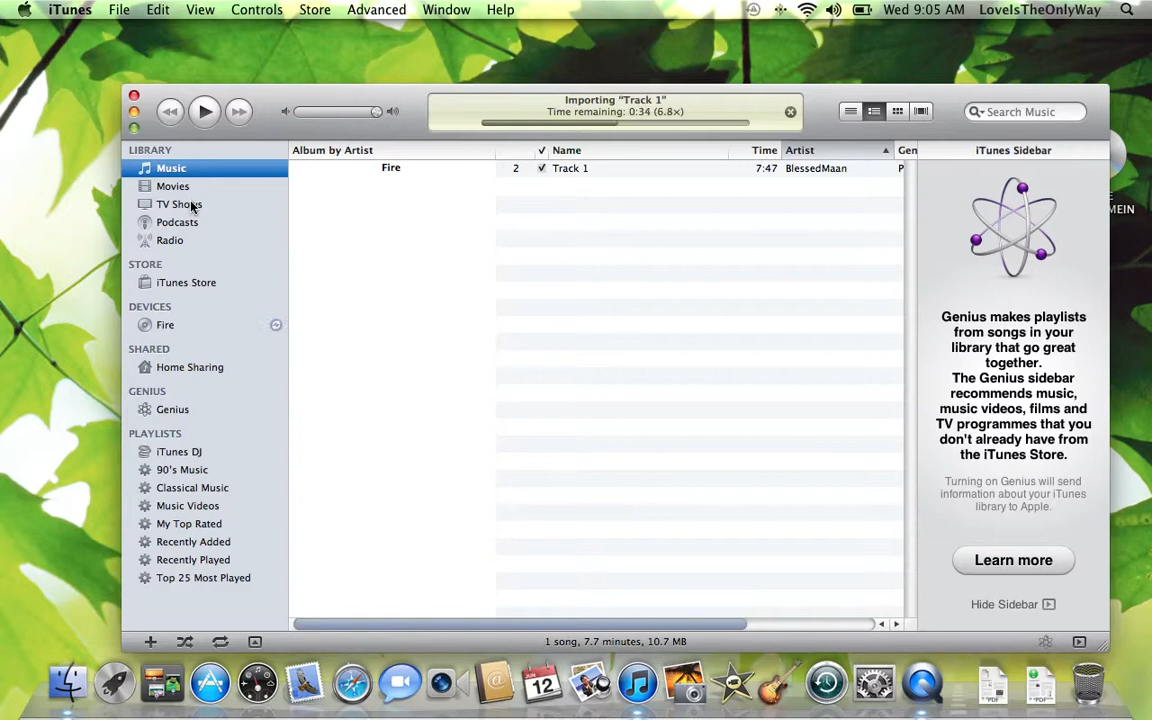 iTunes File Edit View Controls Store Advanced Window Help Wed 9:05 AM LoveIsTheOnlyWay
Importing "Track 1"
Time remaining: 0:34 (6.8×)
Search Music
LIBRARY
Music
Movies
TV Shows
Podcasts
Radio
STORE
iTunes Store
DEVICES
Fire
SHARED
Home Sharing
GENIUS
Genius
PLAYLISTS
iTunes DJ
90's Music
Classical Music
Music Videos
My Top Rated
Recently Added
Recently Played
Top 25 Most Played
Album by Artist ✓ Name Time Artist Gen
Fire 2 Track 1 7:47 BlessedMaan P
iTunes Sidebar
Genius makes playlists
from songs in your
library that go great
together.
The Genius sidebar
recommends music,
music videos, films and
TV programmes that you
don't already have from
the iTunes Store.
Turning on Genius will send
information about your iTunes
library to Apple.
Learn more
Hide Sidebar
1 song, 7.7 minutes, 10.7 MB
JUN
12
PDF